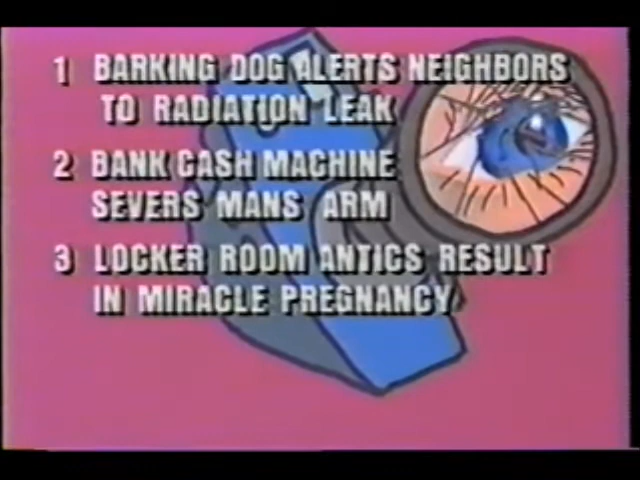 1 BARKING DOG ALERTS NEIGHBORS
TO RADIATION LEAK
2 BANK CASH MACHINE
SEVERS MANS ARM
3 LOCKER ROOM ANTICS RESULT
IN MIRACLE PREGNANCY